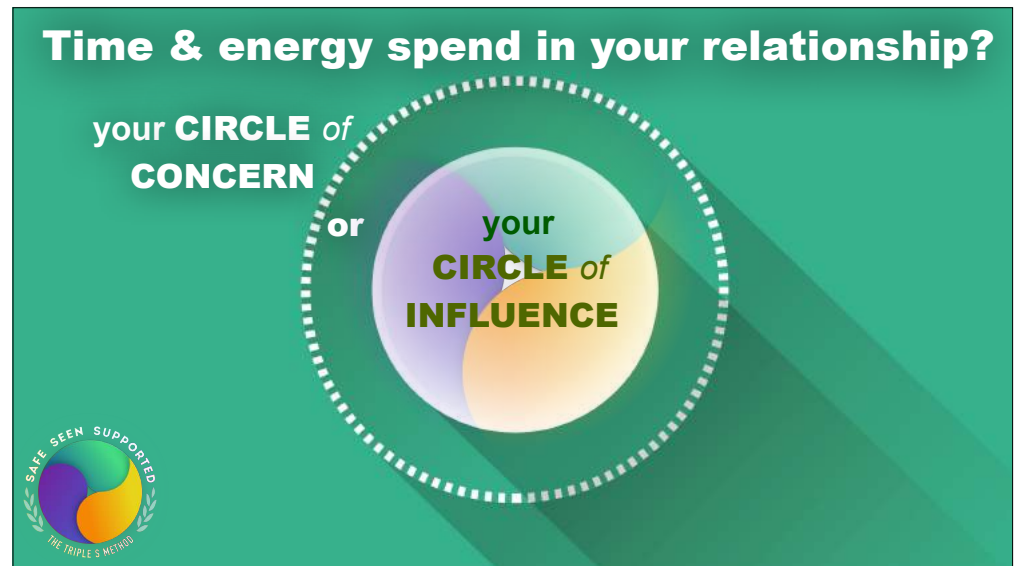 Time & energy spend in your relationship?
your CIRCLE of
CONCERN
or
your
CIRCLE of
INFLUENCE
SAFE SEEN SUPPORTED
THE TRIPLE S METHOD